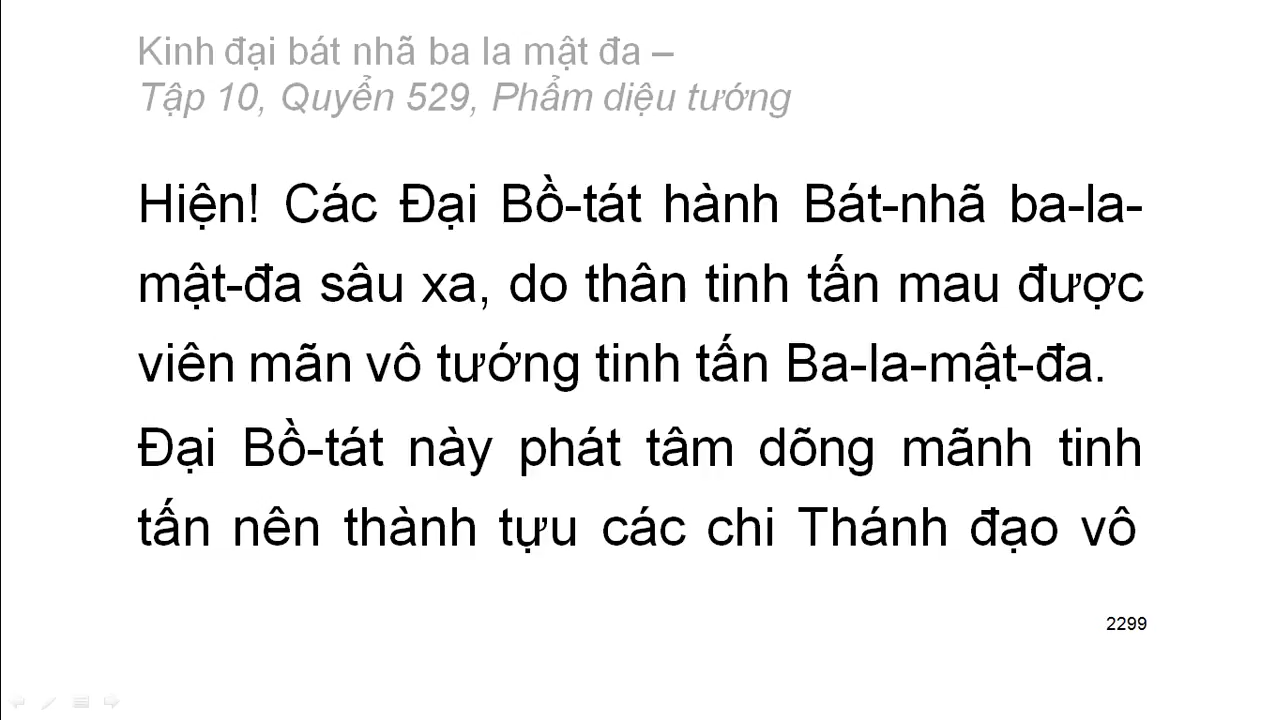 Kinh đại bát nhã ba la mật đa –
Tập 10, Quyển 529, Phẩm diệu tướng
Hiện! Các Đại Bồ-tát hành Bát-nhã ba-la-
mật-đa sâu xa, do thân tinh tấn mau được
viên mãn vô tướng tinh tấn Ba-la-mật-đa.
Đại Bồ-tát này phát tâm dõng mãnh tinh
tấn nên thành tựu các chi Thánh đạo vô
2299